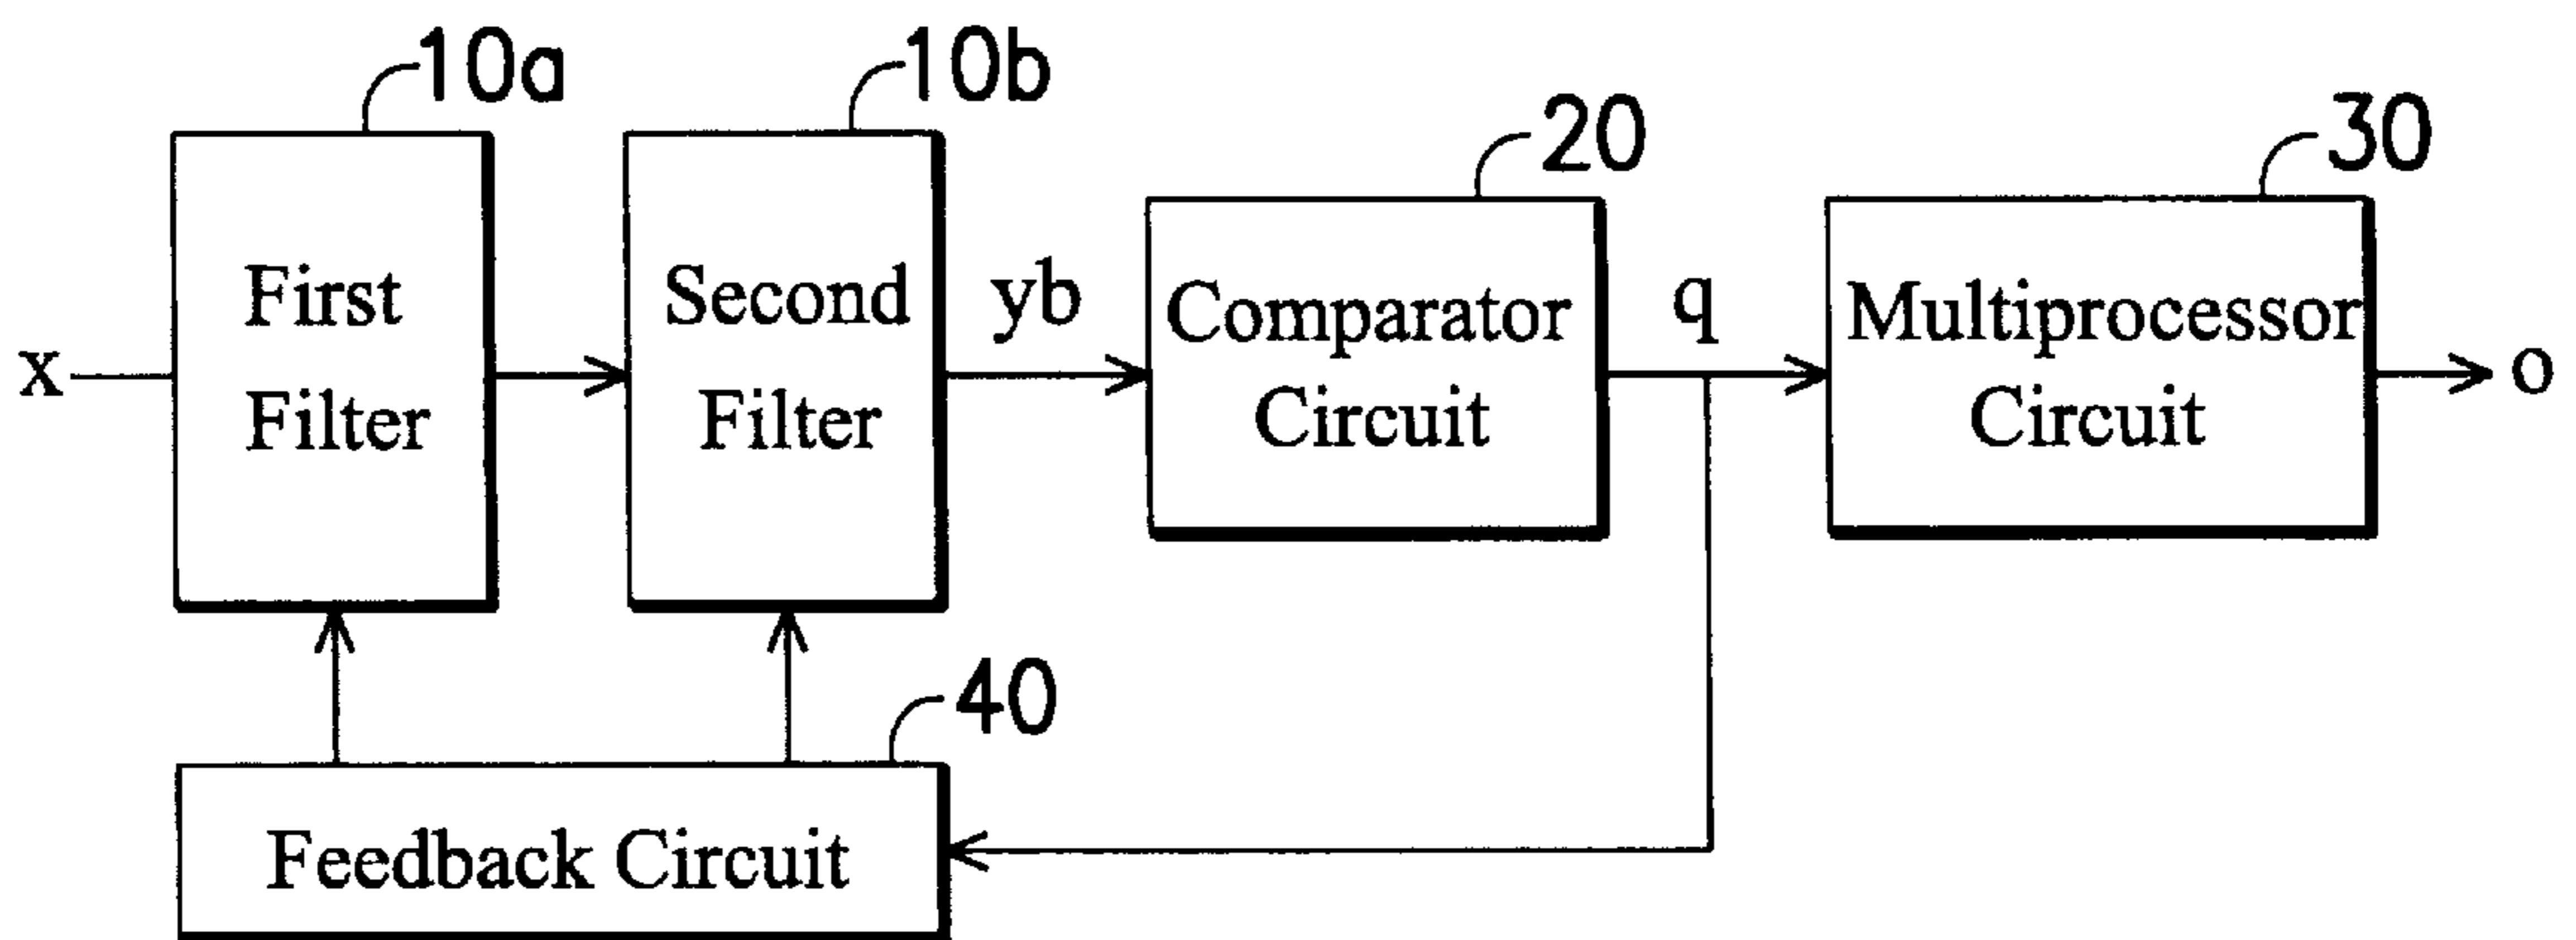 10a
10b
20
30
First
Filter
Second
Filter
yb
Comparator
Circuit
q
Multiprocessor
Circuit
x
o
40
Feedback Circuit